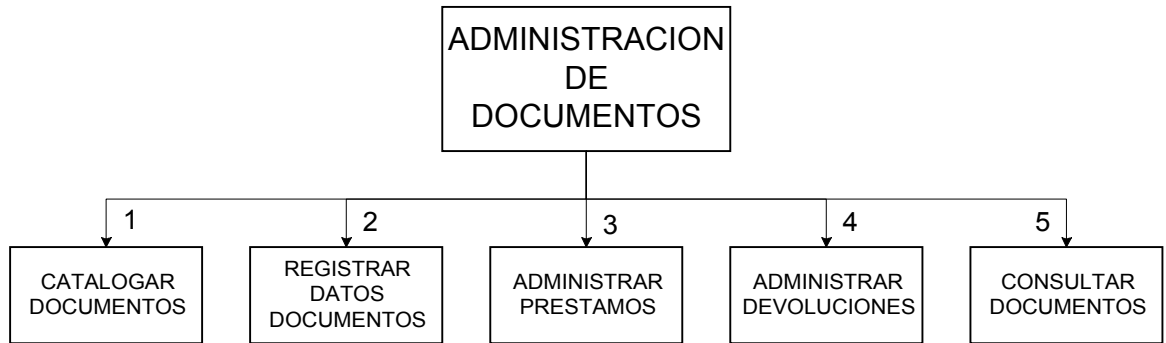 ADMINISTRACION
DE
DOCUMENTOS
1
2
3
4
5
CATALOGAR
DOCUMENTOS
REGISTRAR
DATOS
DOCUMENTOS
ADMINISTRAR
PRESTAMOS
ADMINISTRAR
DEVOLUCIONES
CONSULTAR
DOCUMENTOS